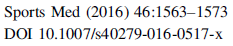 Sports Med (2016) 46:1563–1573
DOI 10.1007/s40279-016-0517-x